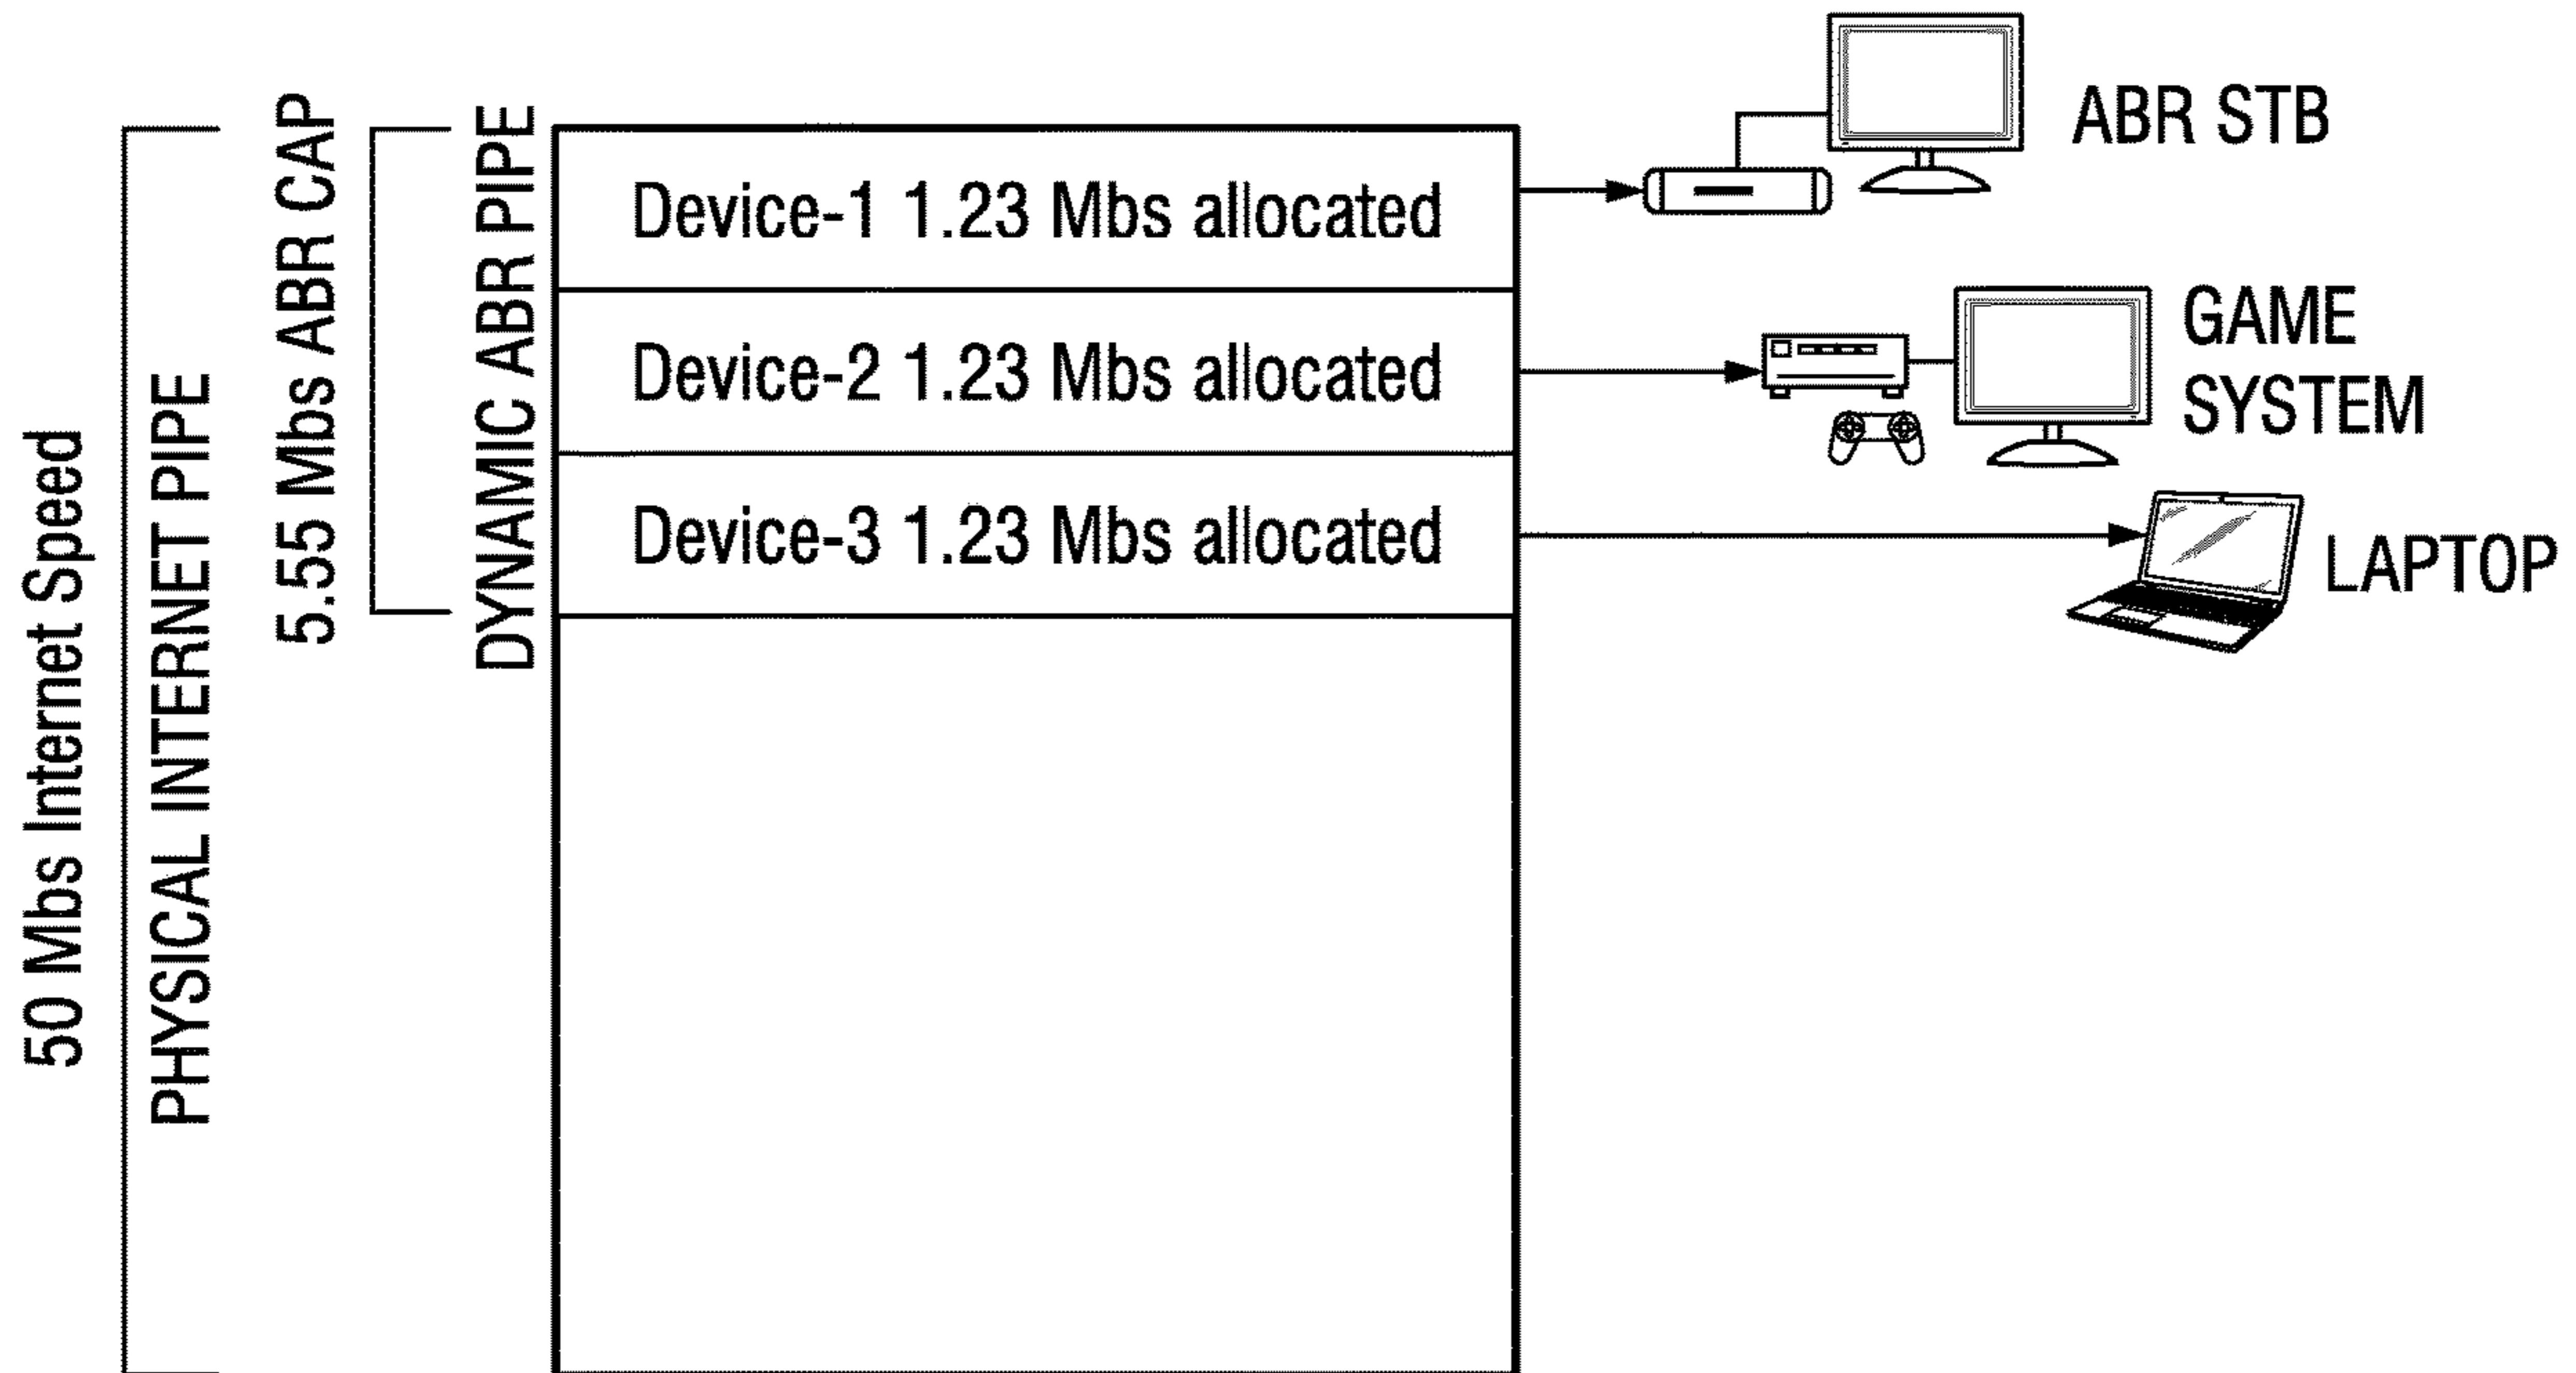 50 Mbs Internet Speed
PHYSICAL INTERNET PIPE
5.55 Mbs ABR CAP
DYNAMIC ABR PIPE
Device-1 1.23 Mbs allocated
Device-2 1.23 Mbs allocated
Device-3 1.23 Mbs allocated
ABR STB
GAME
SYSTEM
LAPTOP